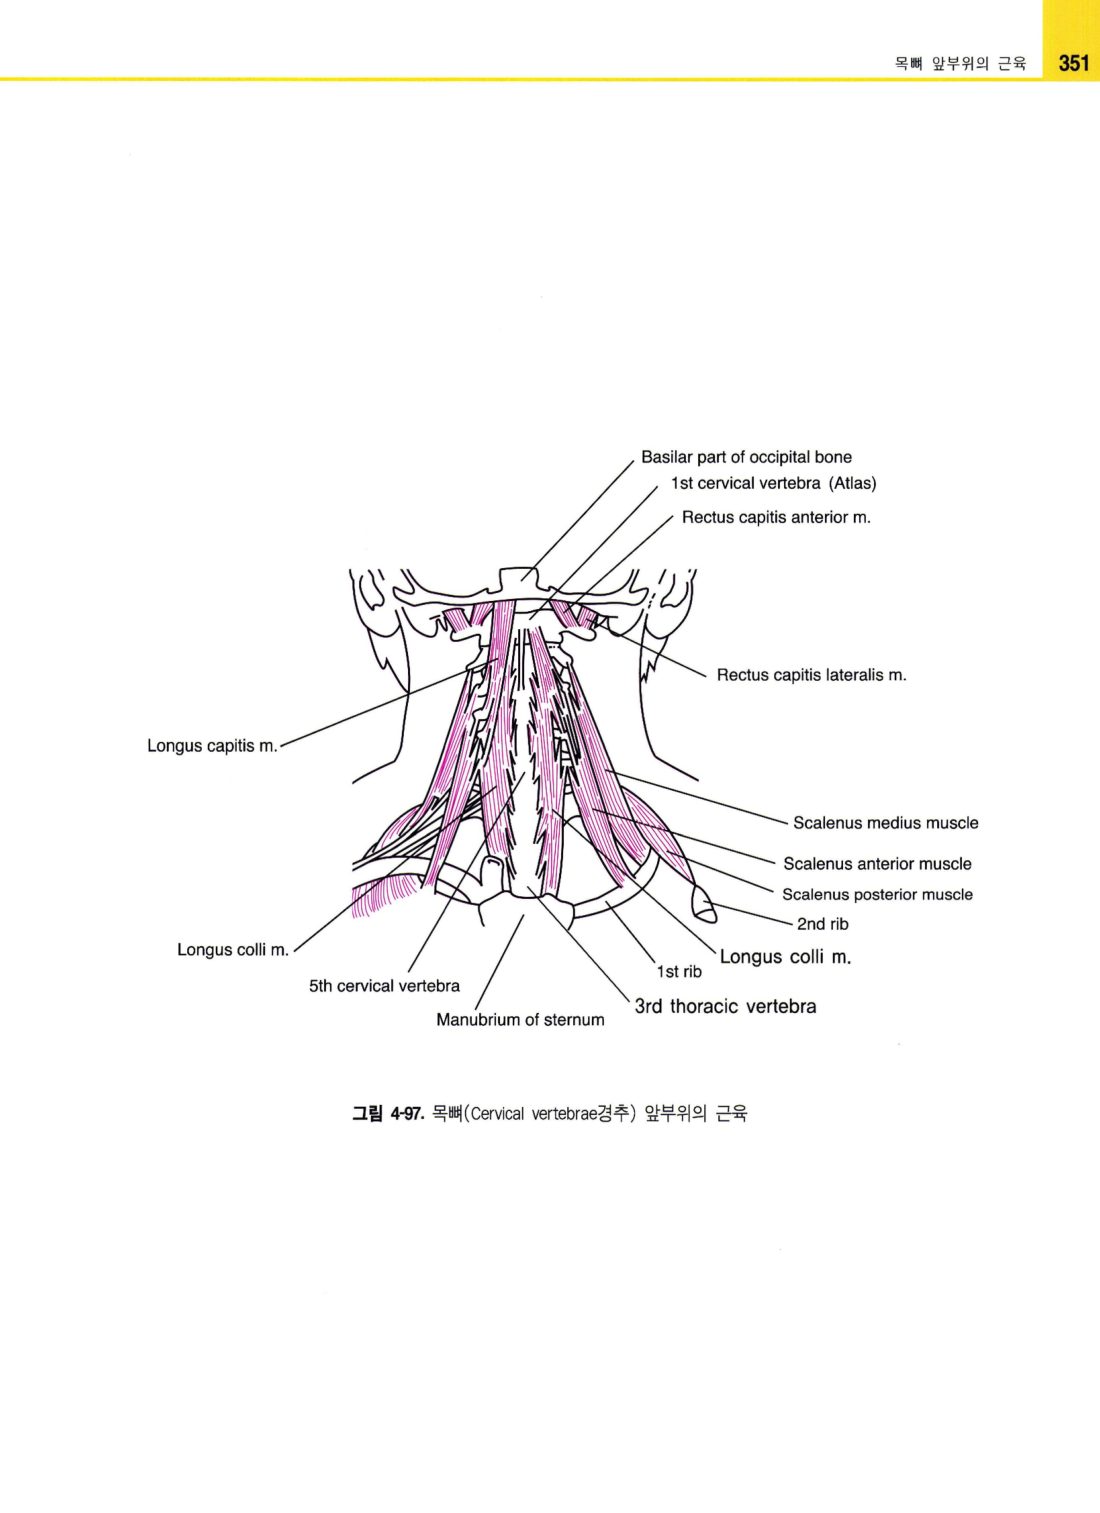 목뼈 앞부위의 근육 351
Basilar part of occipital bone
1st cervical vertebra (Atlas)
Rectus capitis anterior m.
Rectus capitis lateralis m.
Longus capitis m.
Scalenus medius muscle
Scalenus anterior muscle
Scalenus posterior muscle
2nd rib
Longus colli m.
Longus colli m.
1st rib
5th cervical vertebra
3rd thoracic vertebra
Manubrium of sternum
그림 4-97. 목뼈(Cervical vertebrae경추) 앞부위의 근육